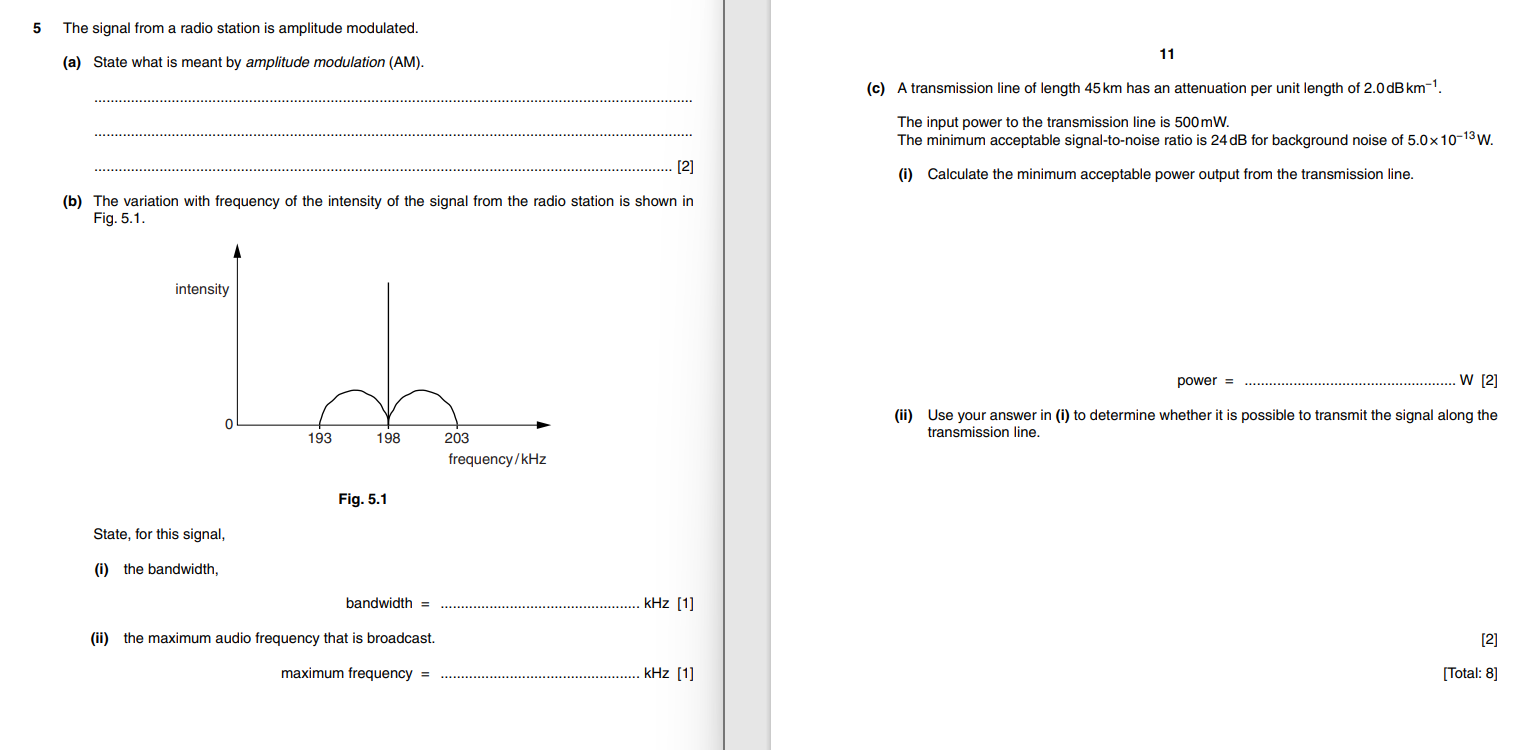 5 The signal from a radio station is amplitude modulated.
(a) State what is meant by amplitude modulation (AM).
..........................................................................................................................................................
..........................................................................................................................................................
..................................................................................................................................................... [2]
(b) The variation with frequency of the intensity of the signal from the radio station is shown in
Fig. 5.1.
intensity
0
193 198 203
frequency/kHz
Fig. 5.1
State, for this signal,
(i) the bandwidth,
bandwidth = ................................................. kHz [1]
(ii) the maximum audio frequency that is broadcast.
maximum frequency = ................................................. kHz [1]
11
(c) A transmission line of length 45 km has an attenuation per unit length of 2.0 dB km⁻¹.
The input power to the transmission line is 500 mW.
The minimum acceptable signal-to-noise ratio is 24 dB for background noise of 5.0 × 10⁻¹³ W.
(i) Calculate the minimum acceptable power output from the transmission line.
power = .................................................... W [2]
(ii) Use your answer in (i) to determine whether it is possible to transmit the signal along the
transmission line.
[2]
[Total: 8]